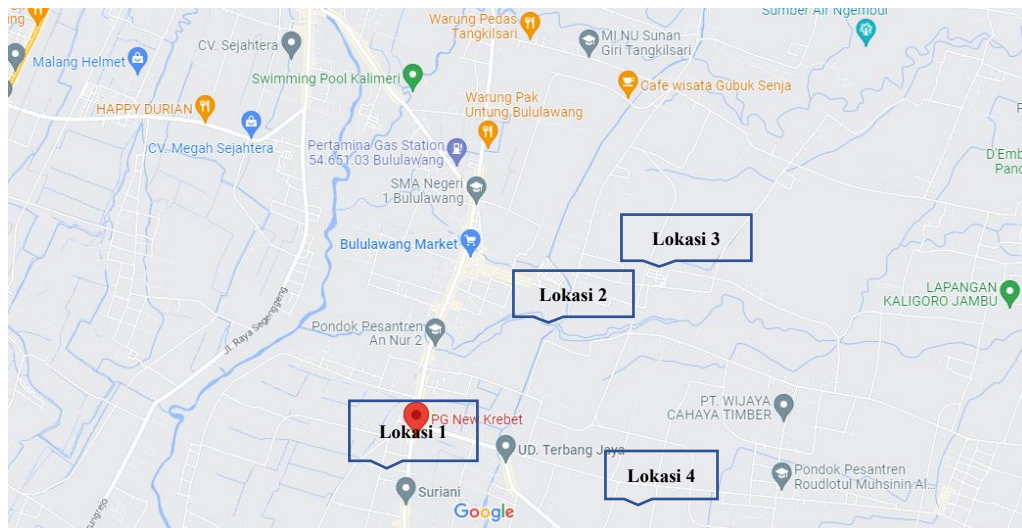 Warung Pedas
Tangkilsari
Sumber Air Ngembul
CV. Sejahtera
MI NU Sunan
Giri Tangkilsari
Malang Helmet
Swimming Pool Kalimeri
Cafe wisata Gubuk Senja
HAPPY DURIAN
Warung Pak
Untung Bululawang
CV. Megah Sejahtera
Pertamina Gas Station
54.651.03 Bululawang
D'Emb
Pand
SMA Negeri
1 Bululawang
Bululawang Market
Lokasi 3
Lokasi 2
LAPANGAN
KALIGORO JAMBU
Jl. Raya Segenggeng
Pondok Pesantren
An Nur 2
PT. WIJAYA
CAHAYA TIMBER
PG New Krebet
Lokasi 1
UD. Terbang Jaya
Lokasi 4
Pondok Pesantren
Roudlotul Muhsinin Al...
Suriani
Google